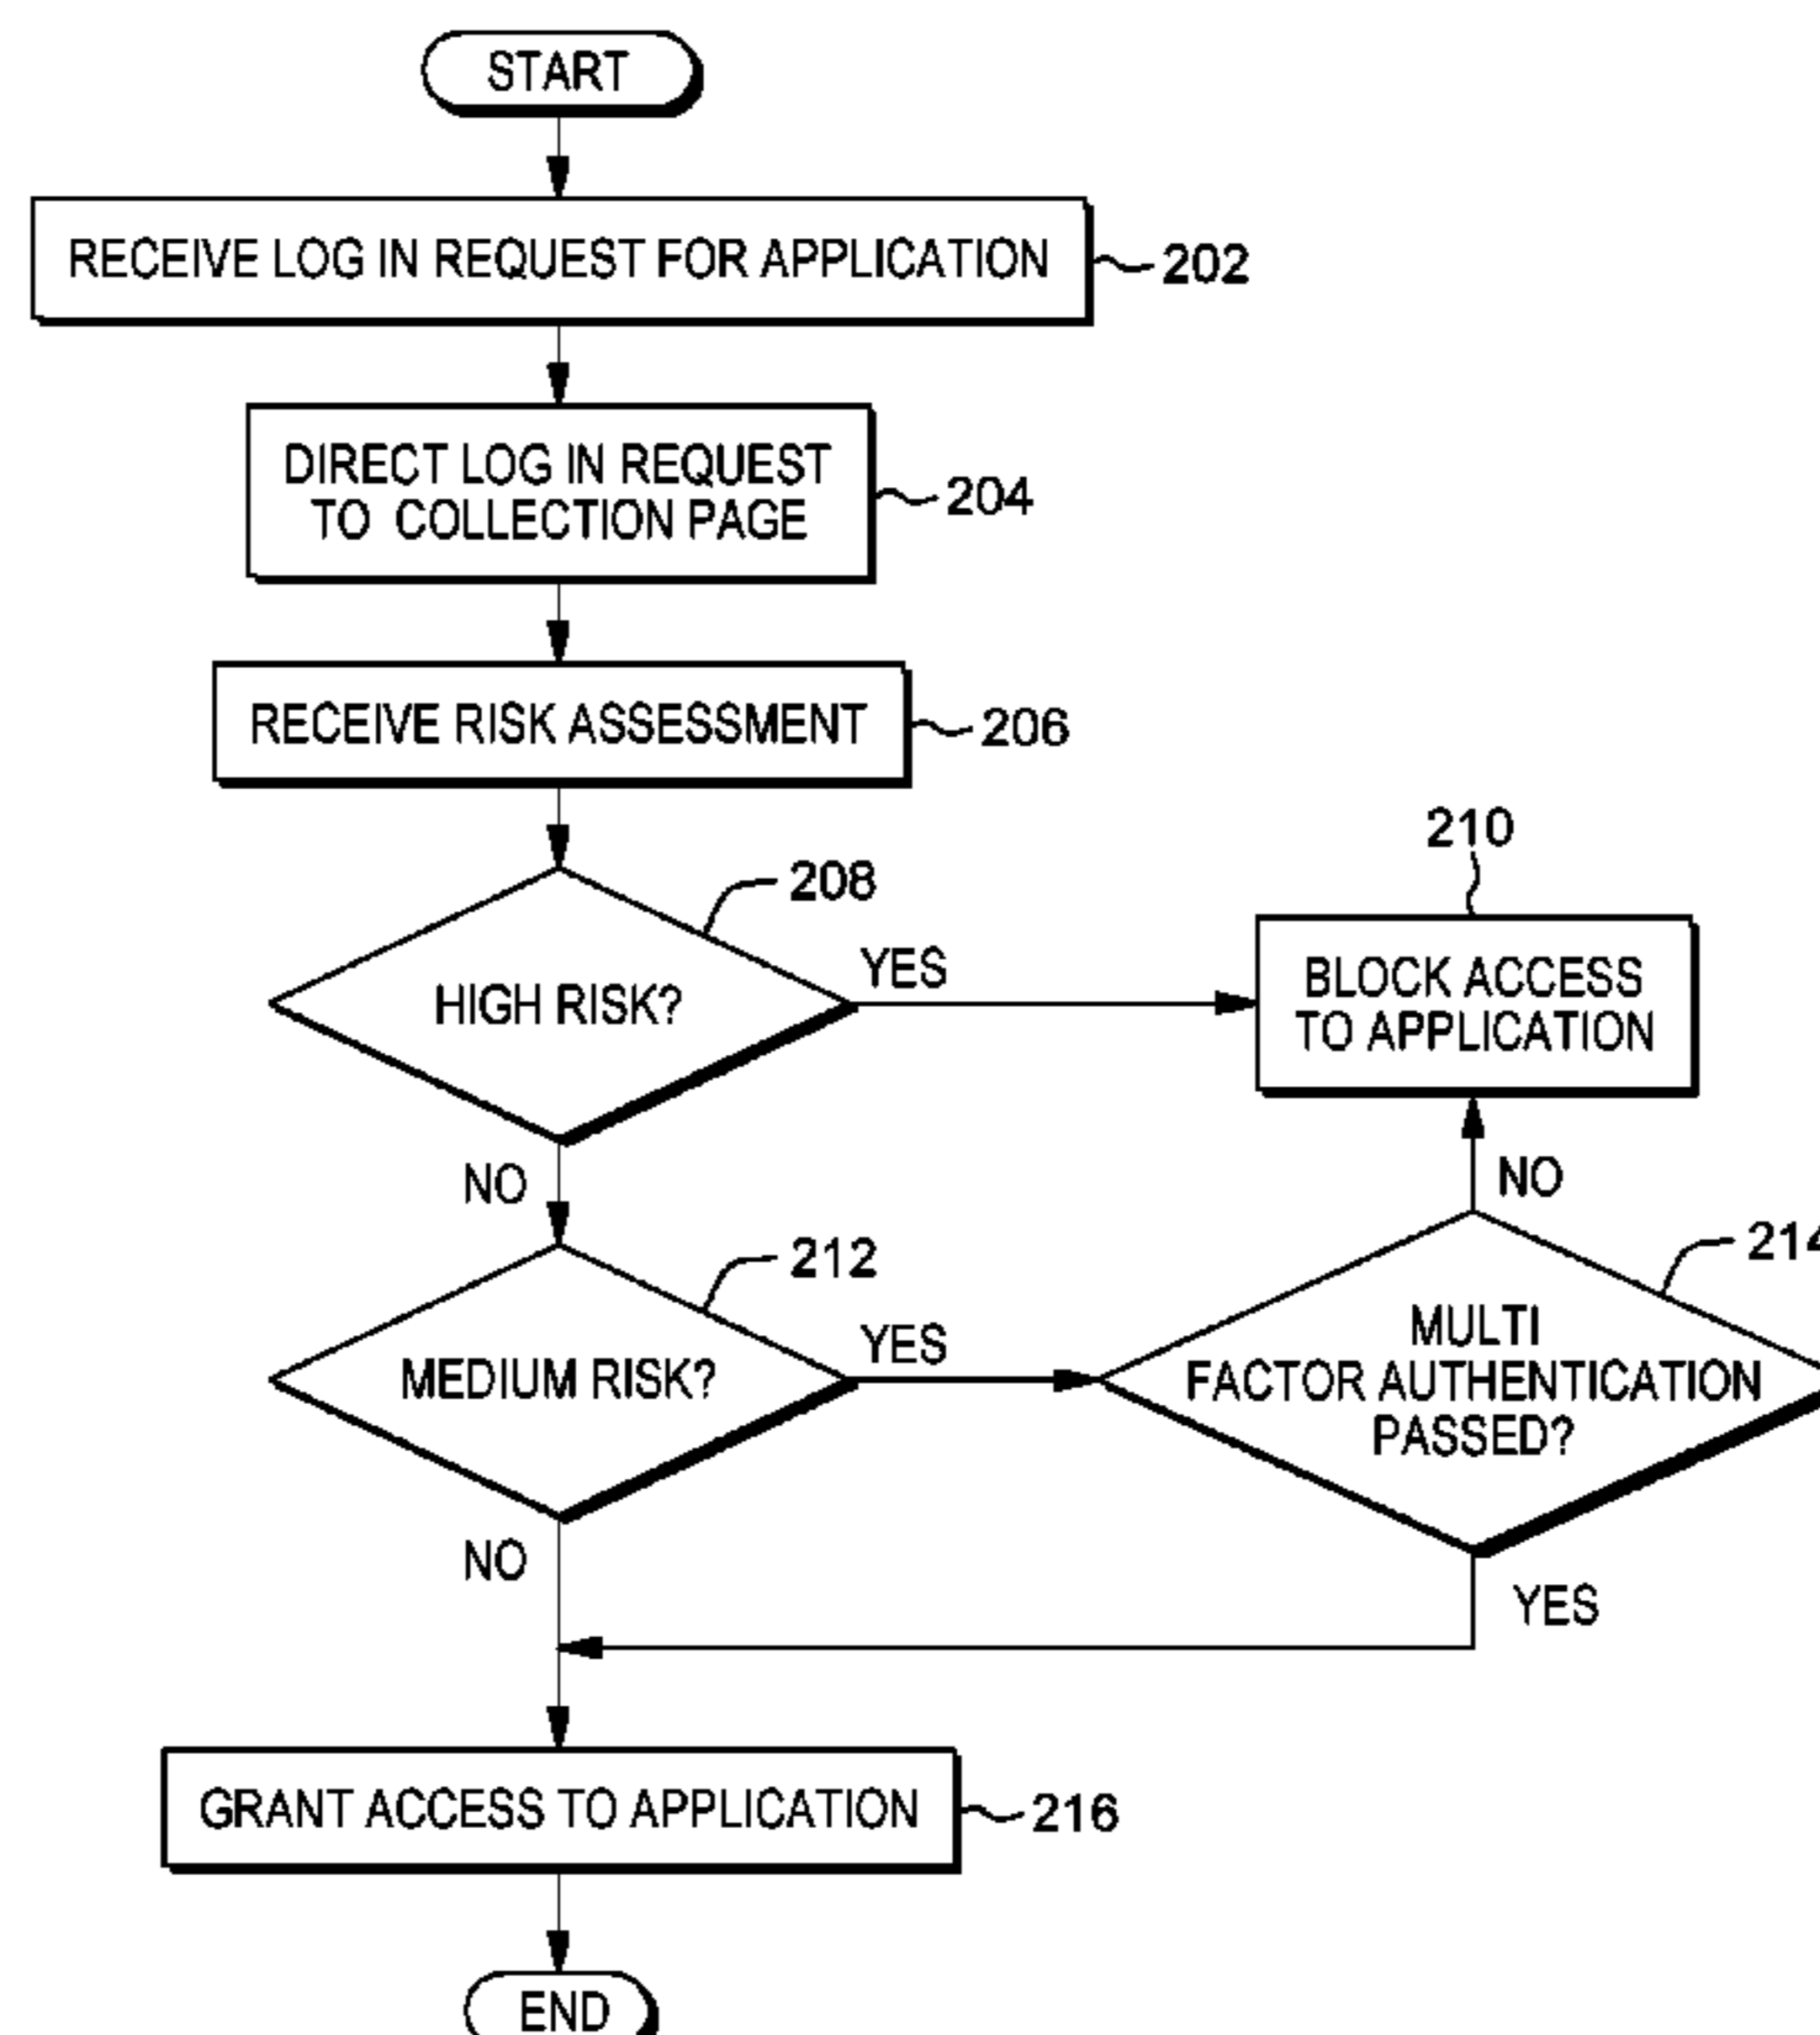 START
RECEIVE LOG IN REQUEST FOR APPLICATION
202
DIRECT LOG IN REQUEST
TO COLLECTION PAGE
204
RECEIVE RISK ASSESSMENT
206
208
HIGH RISK?
YES
210
BLOCK ACCESS
TO APPLICATION
NO
NO
212
MEDIUM RISK?
YES
214
MULTI
FACTOR AUTHENTICATION
PASSED?
NO
YES
GRANT ACCESS TO APPLICATION
216
END